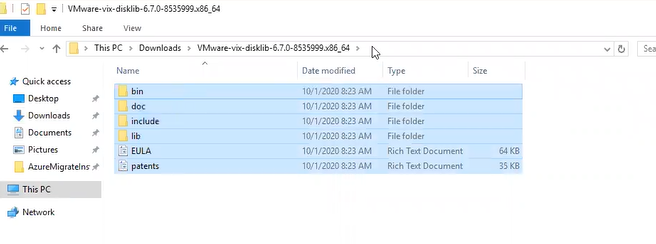 VMware-vix-disklib-6.7.0-8535999.x86_64
File Home Share View
This PC > Downloads > VMware-vix-disklib-6.7.0-8535999.x86_64 >
Sea
Name Date modified Type Size
Quick access
Desktop
Downloads
Documents
Pictures
AzureMigrateIns
This PC
Network
bin 10/1/2020 8:23 AM File folder
doc 10/1/2020 8:23 AM File folder
include 10/1/2020 8:23 AM File folder
lib 10/1/2020 8:23 AM File folder
EULA 10/1/2020 8:23 AM Rich Text Document 64 KB
patents 10/1/2020 8:23 AM Rich Text Document 35 KB